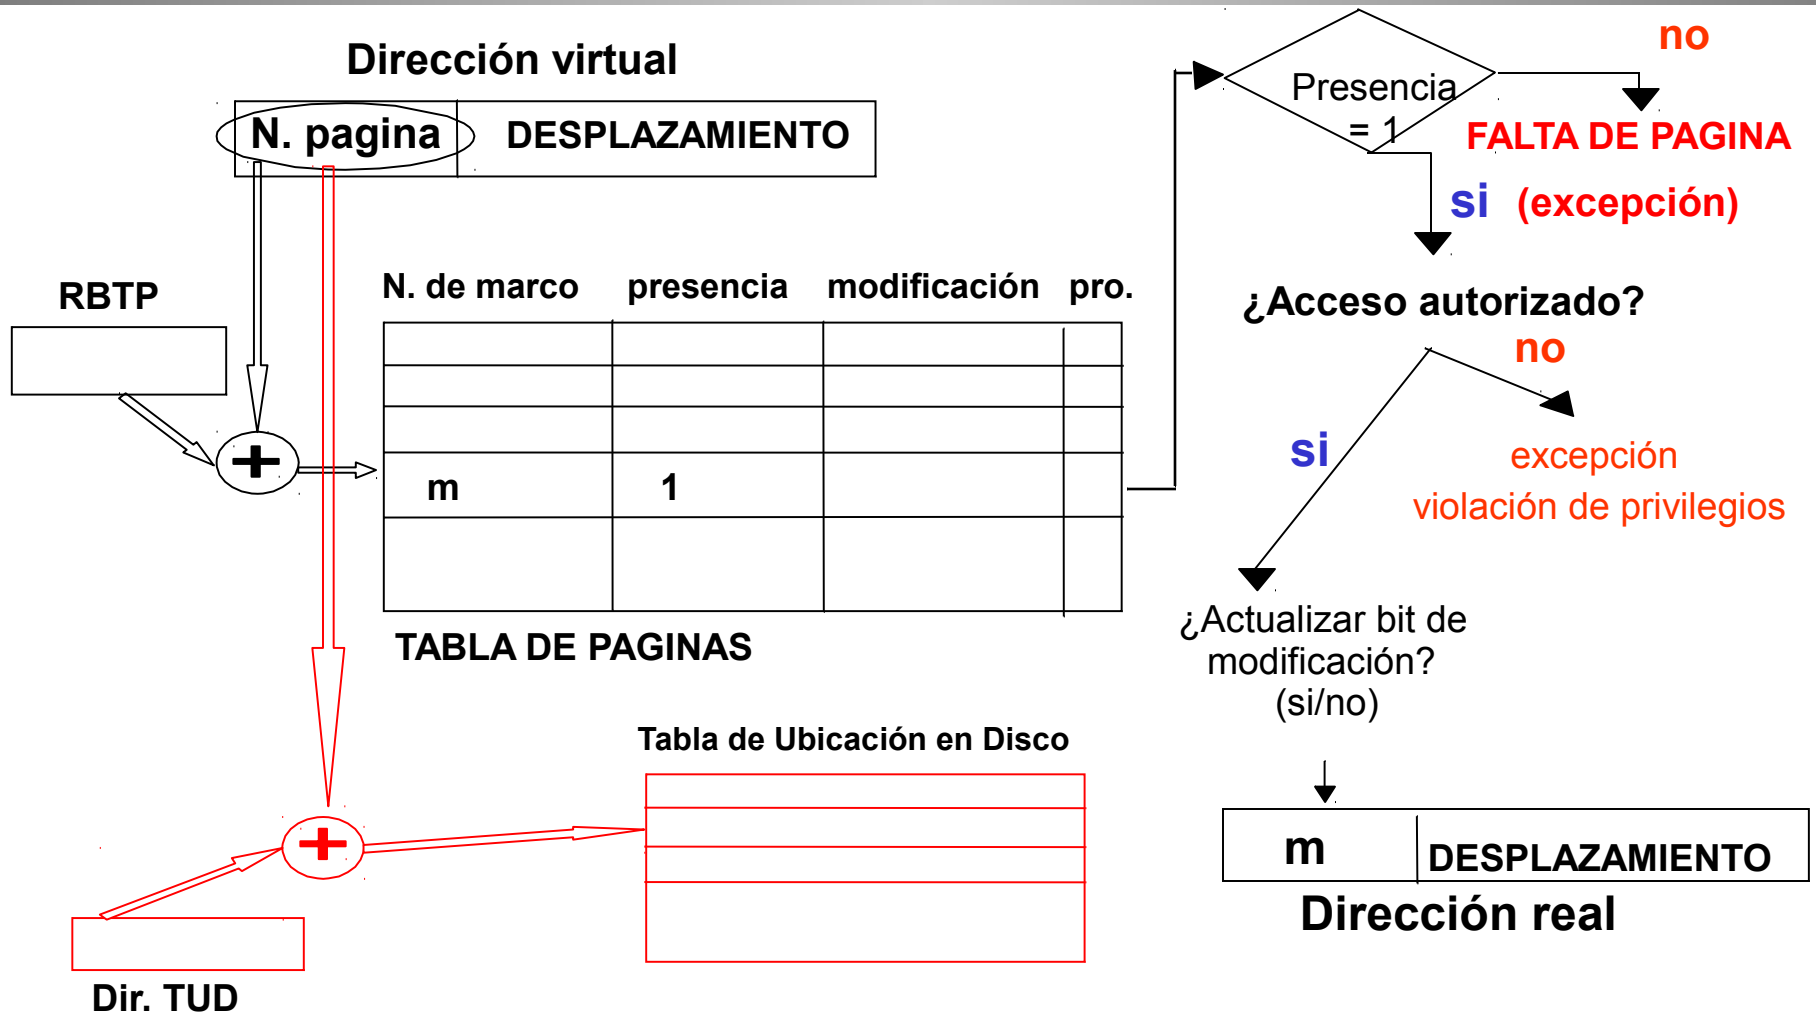 Dirección virtual
N. pagina DESPLAZAMIENTO
RBTP
N. de marco presencia modificación pro.
m 1
TABLA DE PAGINAS
+
Tabla de Ubicación en Disco
+
Dir. TUD
Presencia
= 1
no
FALTA DE PAGINA
si (excepción)
¿Acceso autorizado?
no
si
excepción
violación de privilegios
¿Actualizar bit de
modificación?
(si/no)
m DESPLAZAMIENTO
Dirección real